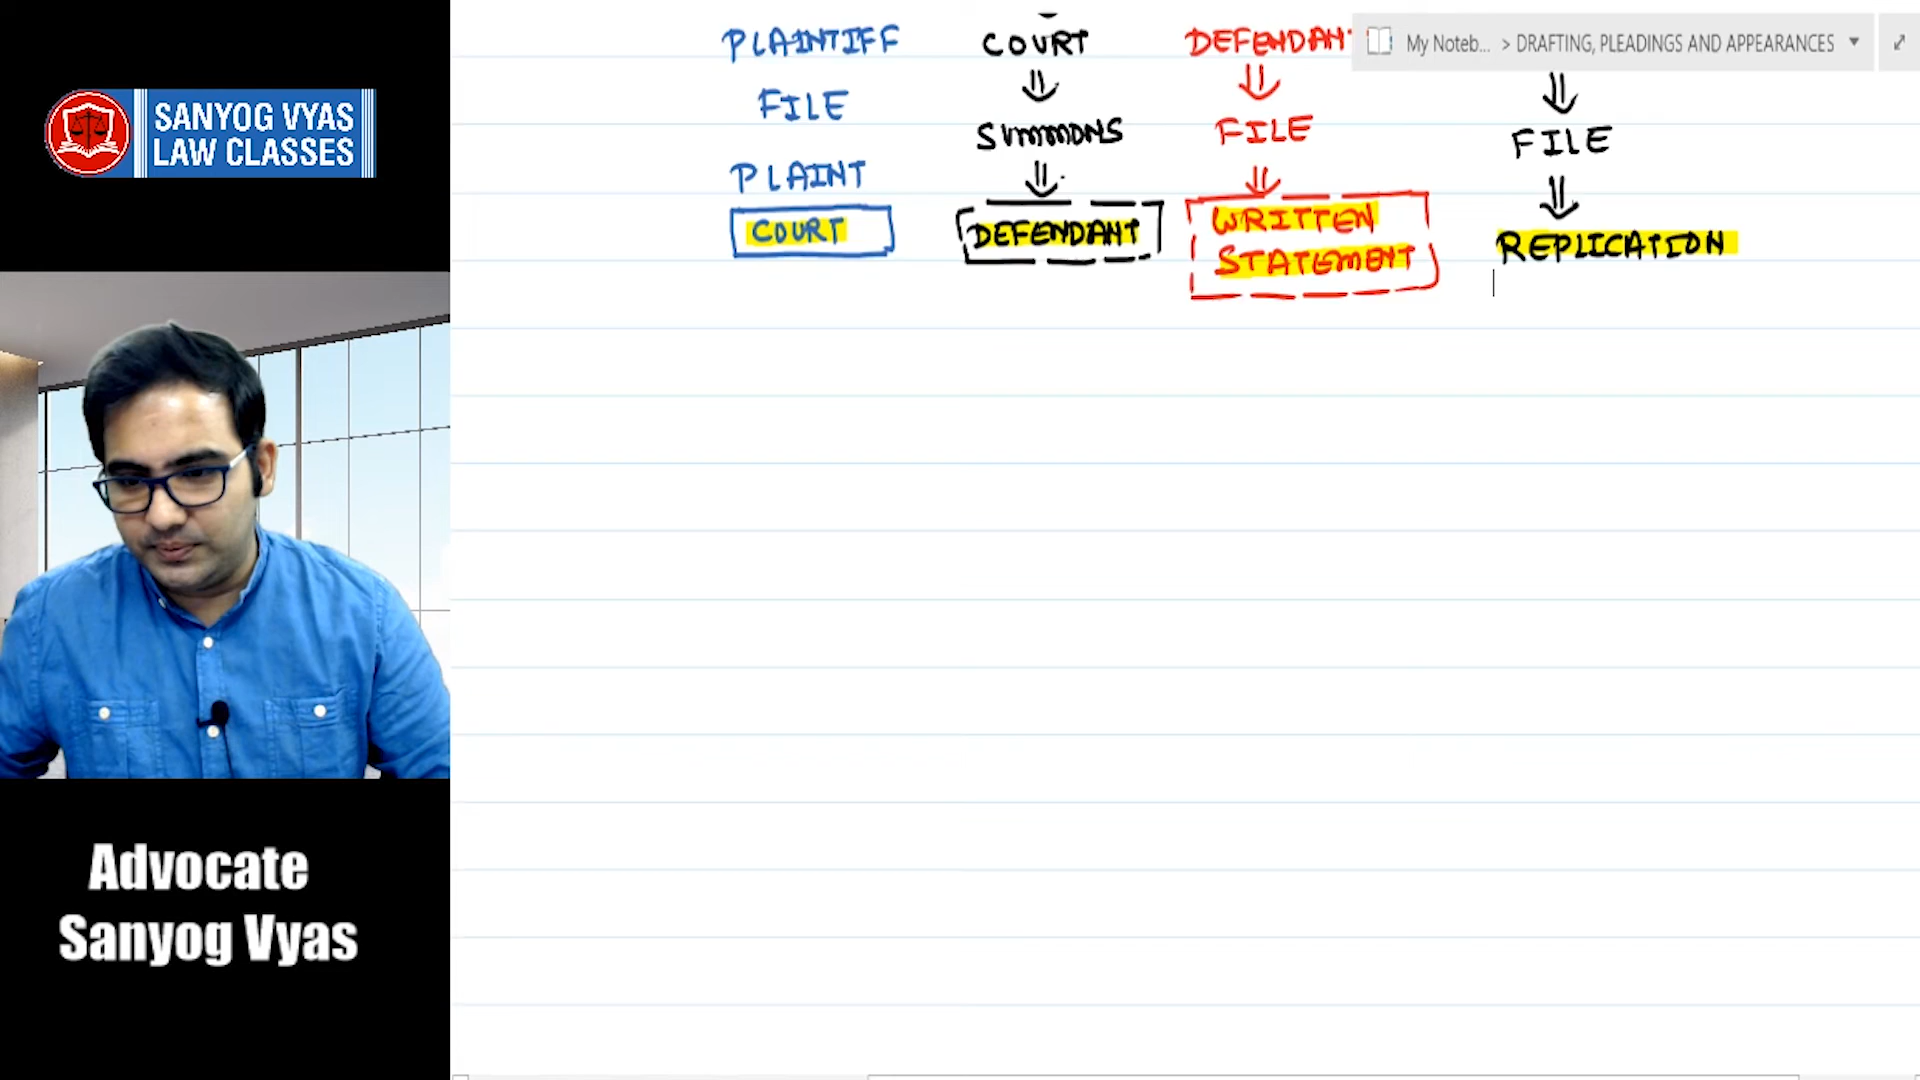 SANYOG VYAS
LAW CLASSES
Advocate
Sanyog Vyas
PLAINTIFF
FILE
PLAINT
COURT
COURT
SUMMONS
DEFENDANT
DEFENDANT
FILE
WRITTEN
STATEMENT
My Noteb... > DRAFTING, PLEADINGS AND APPEARANCES
FILE
REPLICATION